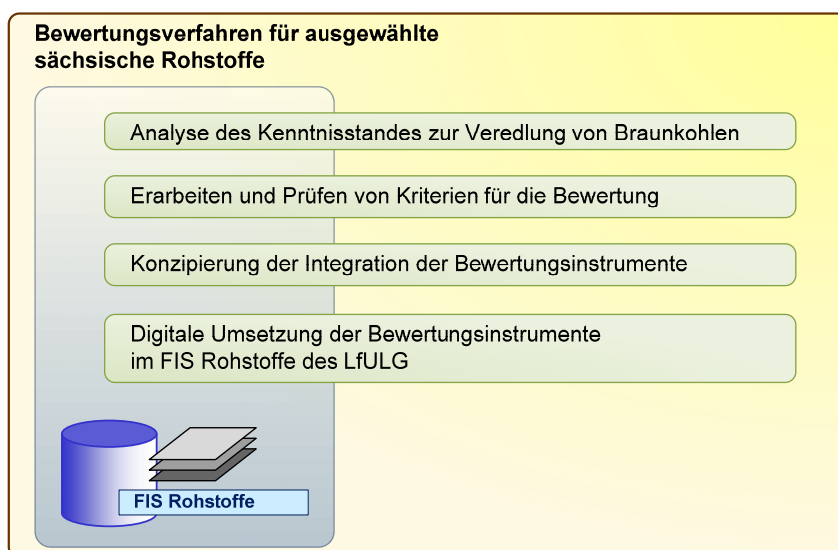 Bewertungsverfahren für ausgewählte
sächsische Rohstoffe
Analyse des Kenntnisstandes zur Veredlung von Braunkohlen
Erarbeiten und Prüfen von Kriterien für die Bewertung
Konzipierung der Integration der Bewertungsinstrumente
Digitale Umsetzung der Bewertungsinstrumente
im FIS Rohstoffe des LfULG
FIS Rohstoffe